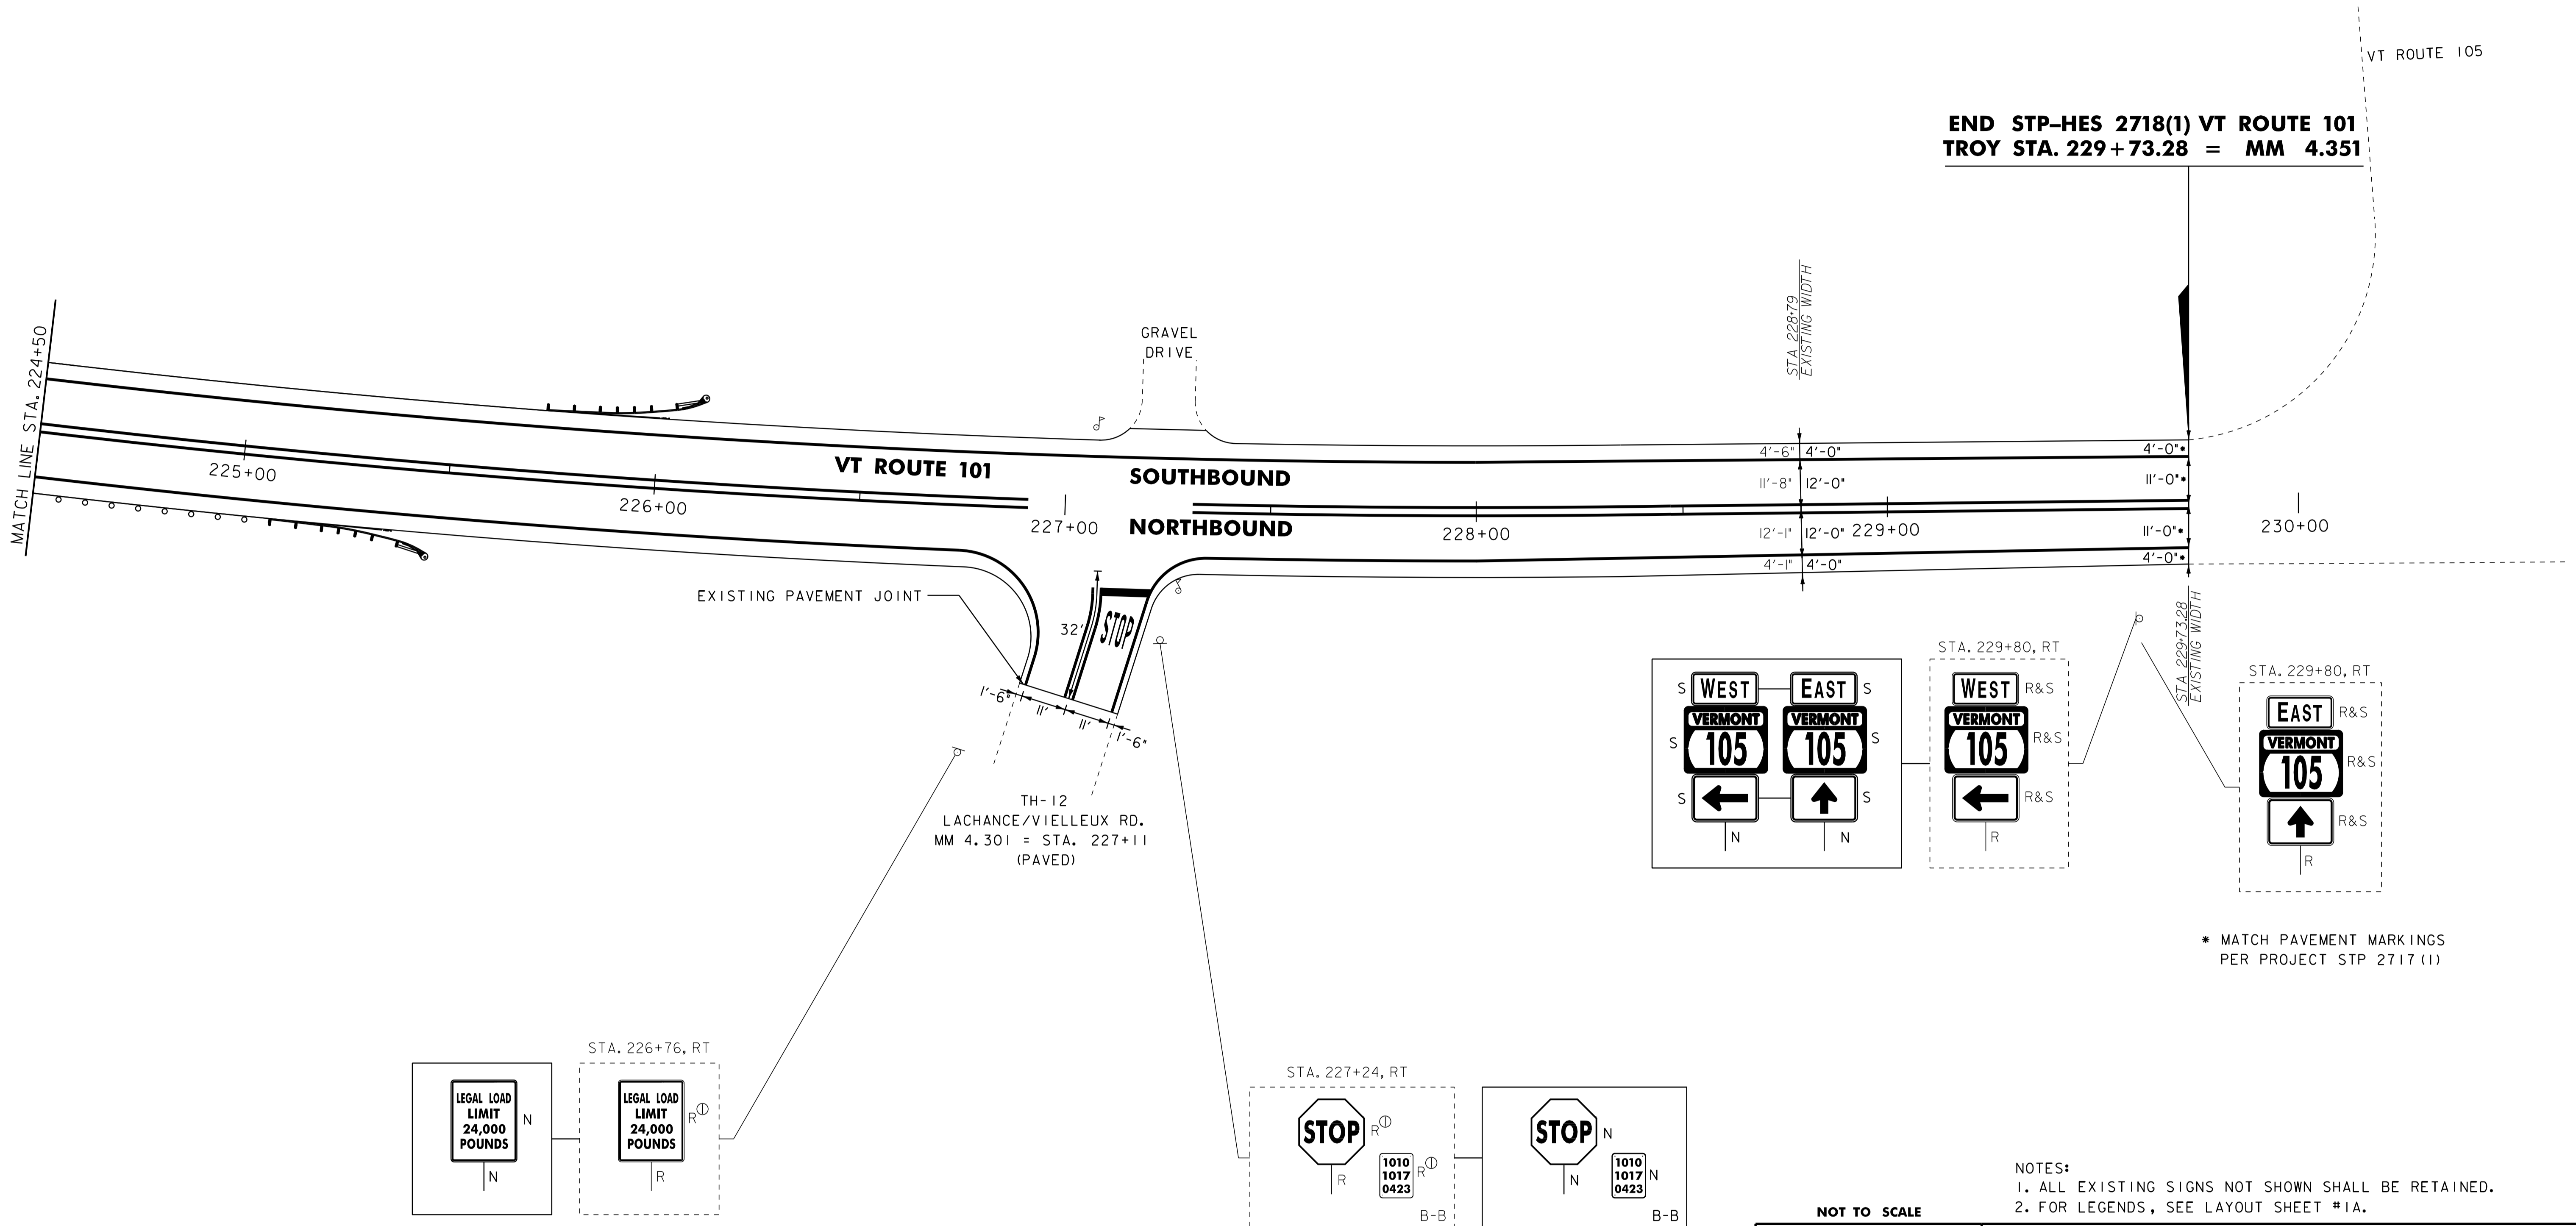 VT ROUTE 105
END STP-HES 2718(1) VT ROUTE 101
TROY STA. 229+73.28 = MM 4.351
MATCH LINE STA. 224+50
GRAVEL
DRIVE
STA 228+79
EXISTING WIDTH
225+00
226+00
VT ROUTE 101
SOUTHBOUND
227+00
NORTHBOUND
228+00
4'-6" 4'-0"
11'-8" 12'-0"
12'-1" 12'-0"
4'-1" 4'-0"
229+00
4'-0"*
11'-0"*
11'-0"*
4'-0"*
230+00
STA 229+73.28
EXISTING WIDTH
EXISTING PAVEMENT JOINT
32'
STOP
1'-6"
11'
11'
1'-6"
TH-12
LACHANCE/VIELLEUX RD.
MM 4.301 = STA. 227+11
(PAVED)
S WEST EAST S
S VERMONT 105 VERMONT 105 S
S S
N N
STA. 229+80, RT
WEST R&S
VERMONT
105 R&S
R&S
R
STA. 229+80, RT
EAST R&S
VERMONT
105 R&S
R&S
R
* MATCH PAVEMENT MARKINGS
PER PROJECT STP 2717(1)
LEGAL LOAD
LIMIT
24,000
POUNDS
N
N
STA. 226+76, RT
LEGAL LOAD
LIMIT
24,000
POUNDS
R①
R
STA. 227+24, RT
STOP R①
R
1010
1017
0423
R①
B-B
STOP N
N
1010
1017
0423
N
B-B
NOT TO SCALE
NOTES:
1. ALL EXISTING SIGNS NOT SHOWN SHALL BE RETAINED.
2. FOR LEGENDS, SEE LAYOUT SHEET #1A.